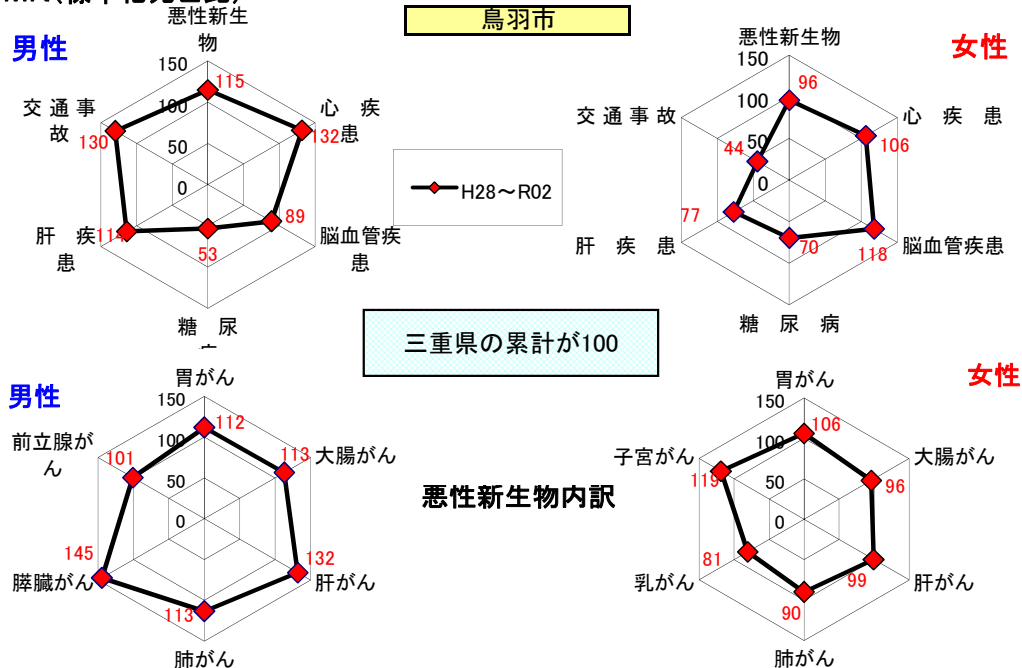 (標準化死亡比)
鳥羽市
男性
悪性新生
物
150
100
50
0
115
心 疾
患
132
89
脳血管疾
患
53
糖 尿
114
肝 疾
患
交 通 事
故
130
H28～R02
女性
悪性新生物
150
100
50
0
96
心 疾 患
106
118
脳血管疾患
70
糖 尿 病
77
肝 疾 患
44
交 通 事 故
三重県の累計が100
男性
胃がん
150
100
50
0
112
113
大腸がん
132
肝がん
113
肺がん
145
膵臓がん
101
前立腺が
ん
悪性新生物内訳
女性
胃がん
150
100
50
0
106
大腸がん
96
99
肝がん
90
肺がん
81
乳がん
子宮がん
119